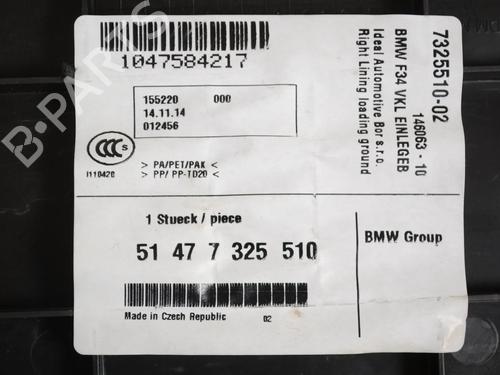 1047584217
155220 000
14.11.14
012456
CCC S
I110420
> PA/PET/PAK <
> PP/ PP-TD20 <
7325510-02
146063 - 10
BMW F34 VKL EINLEGEB
Ideal Automotive Bor s.r.o.
Right Lining loading ground
1 Stueck / piece
51 47 7 325 510
BMW Group
Made in Czech Republic 02
B-PARTS